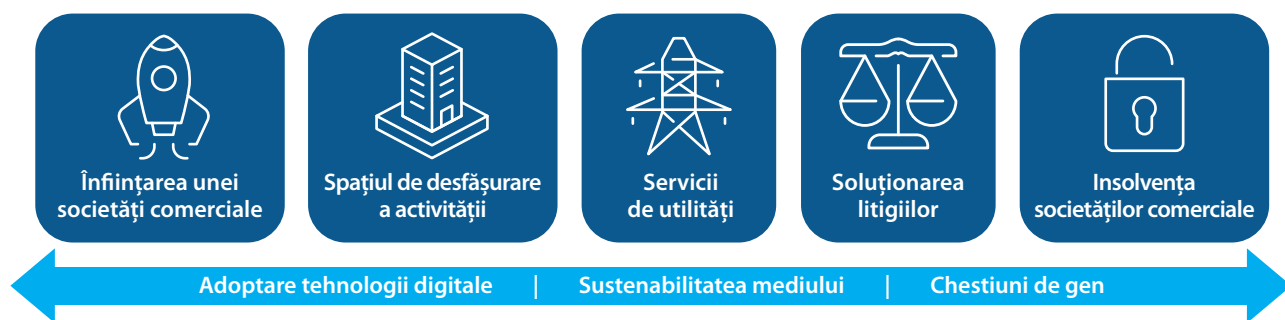 Înființarea unei
societăți comerciale
Spațiul de desfășurare
a activității
Servicii
de utilități
Soluționarea
litigiilor
Insolvența
societăților comerciale
Adoptare tehnologii digitale | Sustenabilitatea mediului | Chestiuni de gen